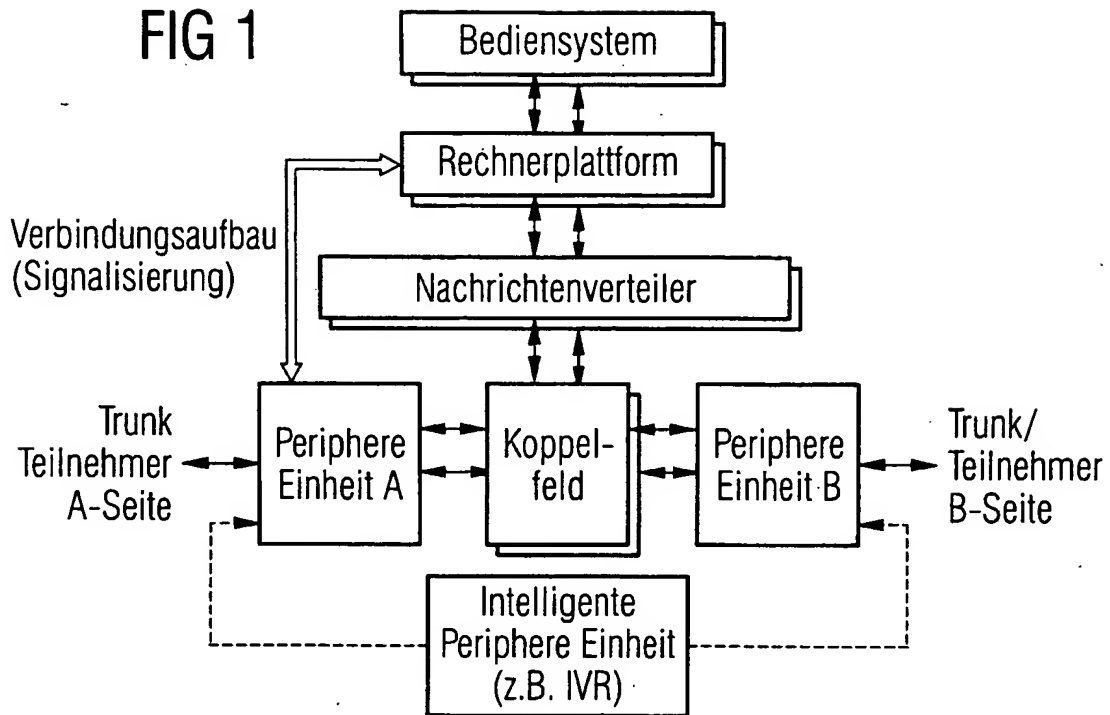 FIG 1
Bediensystem
Rechnerplattform
Verbindungsaufbau
(Signalisierung)
Nachrichtenverteiler
Trunk
Teilnehmer
A-Seite
Periphere
Einheit A
Koppel-
feld
Periphere
Einheit B
Trunk/
Teilnehmer
B-Seite
Intelligente
Periphere Einheit
(z.B. IVR)